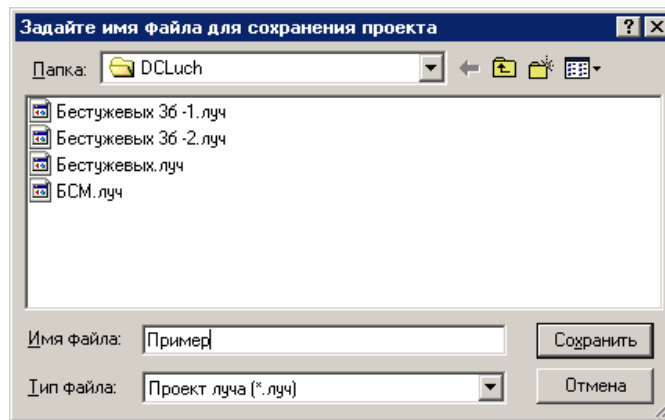 Задайте имя файла для сохранения проекта
Папка: DCLuch
Бестужевых 3б -1.луч
Бестужевых 3б -2.луч
Бестужевых.луч
БСМ.луч
Имя файла: Пример Сохранить
Тип файла: Проект луча (*.луч) Отмена